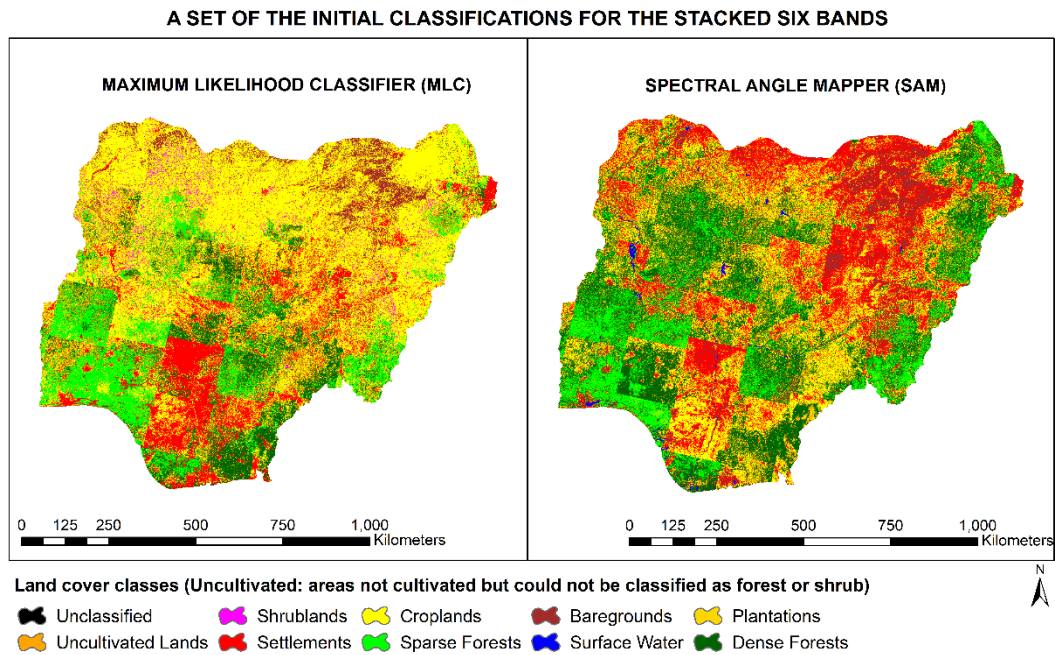 A SET OF THE INITIAL CLASSIFICATIONS FOR THE STACKED SIX BANDS
MAXIMUM LIKELIHOOD CLASSIFIER (MLC)
SPECTRAL ANGLE MAPPER (SAM)
0 125 250 500 750 1,000
Kilometers
0 125 250 500 750 1,000
Kilometers
Land cover classes (Uncultivated: areas not cultivated but could not be classified as forest or shrub)
N
Unclassified Shrublands Croplands Baregrounds Plantations
Uncultivated Lands Settlements Sparse Forests Surface Water Dense Forests